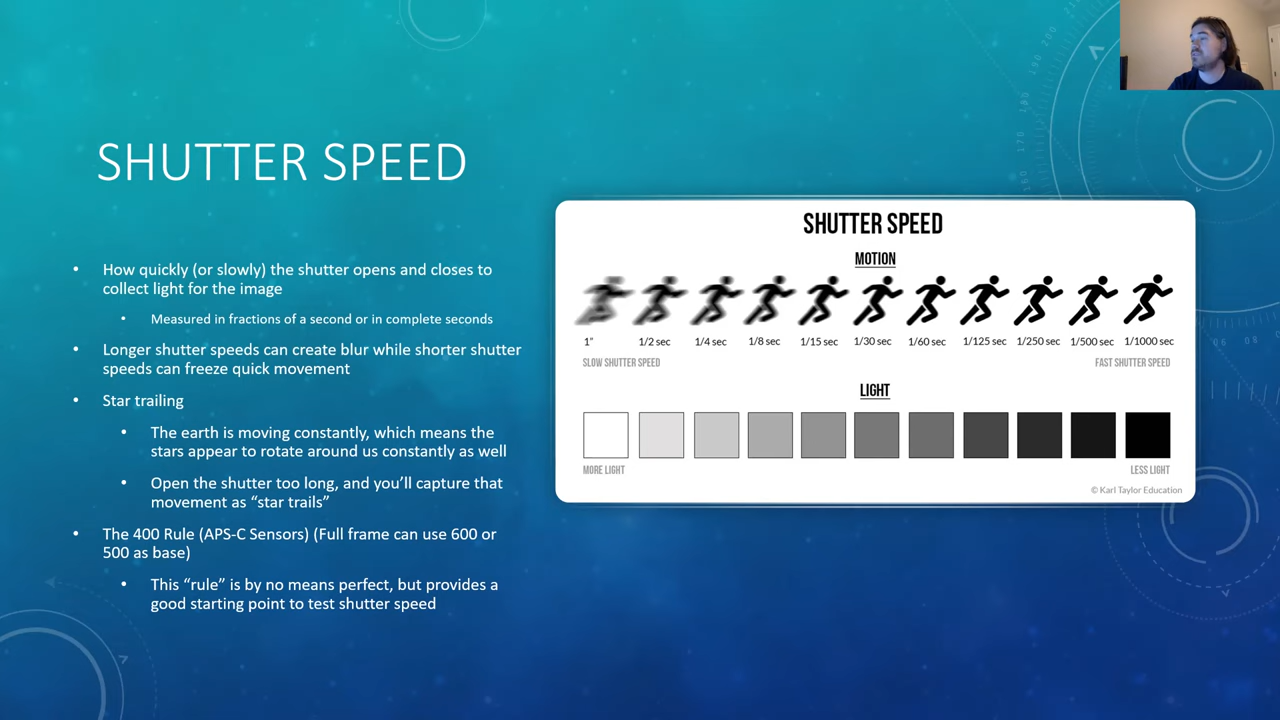 SHUTTER SPEED
How quickly (or slowly) the shutter opens and closes to
collect light for the image
Measured in fractions of a second or in complete seconds
Longer shutter speeds can create blur while shorter shutter
speeds can freeze quick movement
Star trailing
The earth is moving constantly, which means the
stars appear to rotate around us constantly as well
Open the shutter too long, and you’ll capture that
movement as “star trails”
The 400 Rule (APS-C Sensors) (Full frame can use 600 or
500 as base)
This “rule” is by no means perfect, but provides a
good starting point to test shutter speed
SHUTTER SPEED
MOTION
1" 1/2 sec 1/4 sec 1/8 sec 1/15 sec 1/30 sec 1/60 sec 1/125 sec 1/250 sec 1/500 sec 1/1000 sec
SLOW SHUTTER SPEED FAST SHUTTER SPEED
LIGHT
MORE LIGHT LESS LIGHT
© Karl Taylor Education
200
190
180
170
160